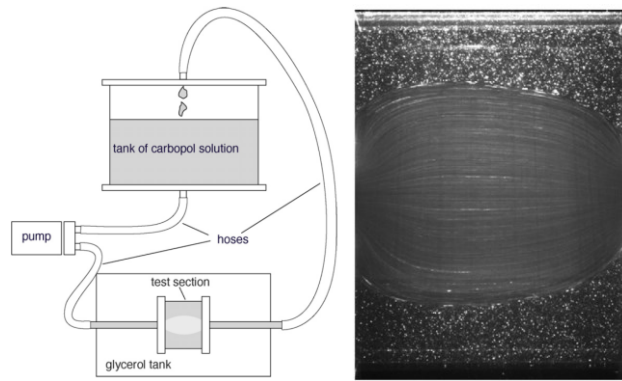 tank of carbopol solution
pump
hoses
test section
glycerol tank